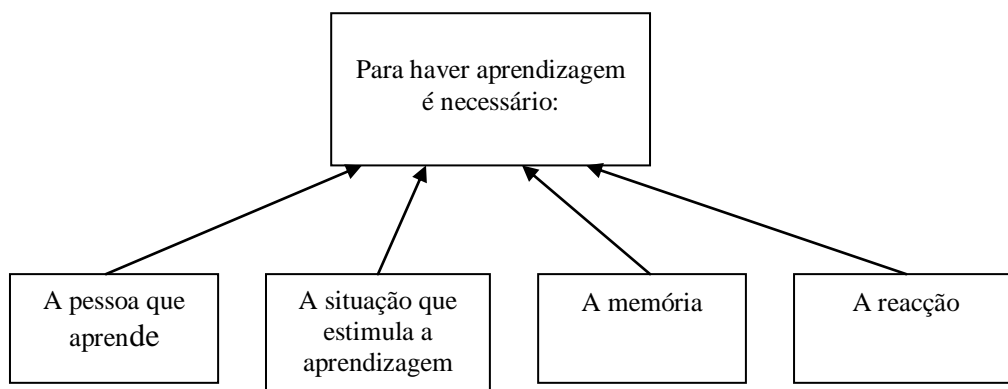 Para haver aprendizagem
é necessário:
A pessoa que
aprende
A situação que
estimula a
aprendizagem
A memória
A reacção